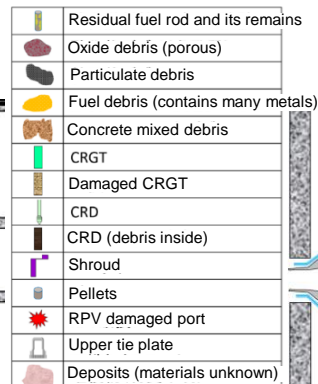 Residual fuel rod and its remains
Oxide debris (porous)
Particulate debris
Fuel debris (contains many metals)
Concrete mixed debris
CRGT
Damaged CRGT
CRD
CRD (debris inside)
Shroud
Pellets
RPV damaged port
Upper tie plate
Deposits (materials unknown)